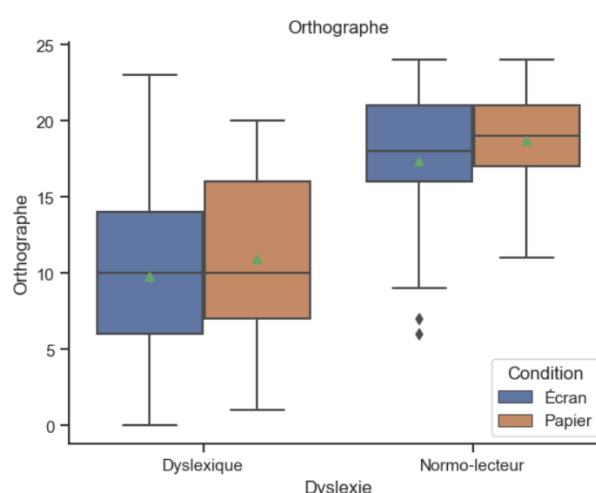 Orthographe
25
20
15
10
5
0
Orthographe
Condition
Écran
Papier
Dyslexique
Normo-lecteur
Dyslexie